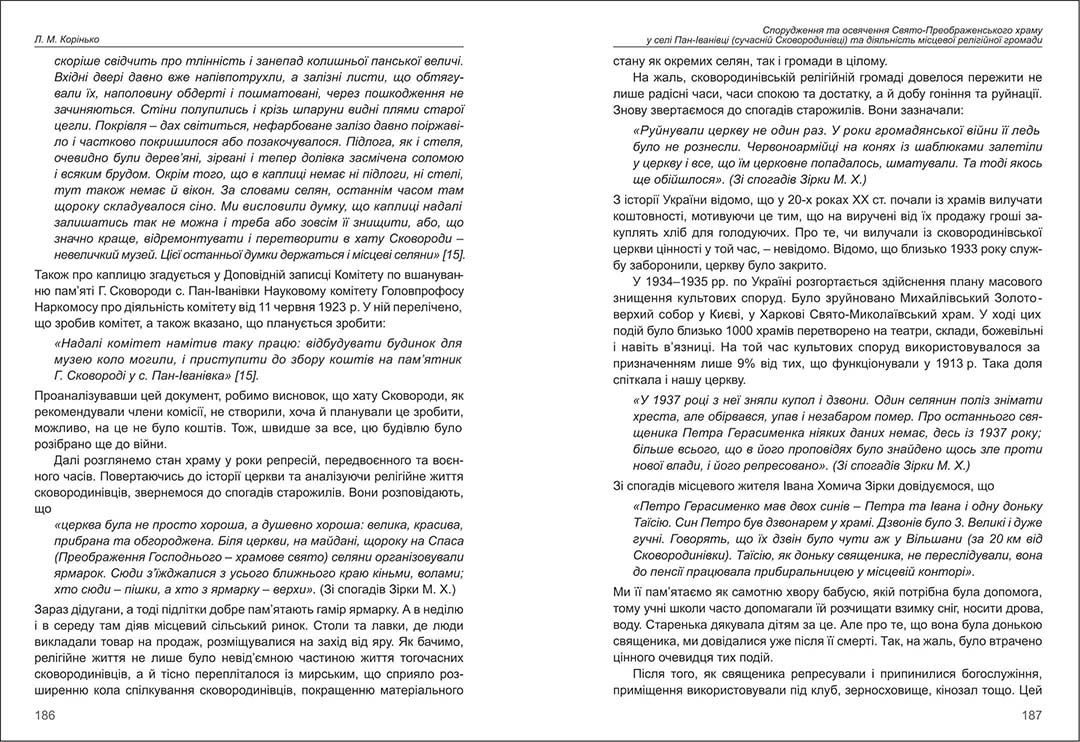 Л. М. Корінько
скоріше свідчить про тлінність і занепад колишньої панської величі.
Вхідні двері давно вже напівпотрухли, а залізні листи, що обтягу-
вали їх, наполовину обдерті і пошматовані, через пошкодження не
зачиняються. Стіни полупились і крізь шпаруни видні плями старої
цегли. Покрівля – дах світиться, нефарбоване залізо давно поіржаві-
ло і частково покришилося або позакочувалося. Підлога, як і стеля,
очевидно були дерев’яні, зірвані і тепер долівка засмічена соломою
і всяким брудом. Окрім того, що в каплиці немає ні підлоги, ні стелі,
тут також немає й вікон. За словами селян, останнім часом там
щороку складувалося сіно. Ми висловили думку, що каплиці надалі
залишатись так не можна і треба або зовсім її знищити, або, що
значно краще, відремонтувати і перетворити в хату Сковороди –
невеличкий музей. Цієї останньої думки держаться і місцеві селяни» [15].
Також про каплицю згадується у Доповідній записці Комітету по вшануван-
ню пам’яті Г. Сковороди с. Пан-Іванівки Науковому комітету Головпрофосу
Наркомосу про діяльність комітету від 11 червня 1923 р. У ній перелічено,
що зробив комітет, а також вказано, що планується зробити:
«Надалі комітет намітив таку працю: відбудувати будинок для
музею коло могили, і приступити до збору коштів на пам’ятник
Г. Сковороді у с. Пан-Іванівка» [15].
Проаналізувавши цей документ, робимо висновок, що хату Сковороди, як
рекомендували члени комісії, не створили, хоча й планували це зробити,
можливо, на це не було коштів. Тож, швидше за все, цю будівлю було
розібрано ще до війни.
Далі розглянемо стан храму у роки репресій, передвоєнного та воєн-
ного часів. Повертаючись до історії церкви та аналізуючи релігійне життя
сковородинівців, звернемося до спогадів старожилів. Вони розповідають,
що
«церква була не просто хороша, а душевно хороша: велика, красива,
прибрана та обгороджена. Біля церкви, на майдані, щороку на Спаса
(Преображення Господнього – храмове свято) селяни організовували
ярмарок. Сюди з’їжджалися з усього ближнього краю кіньми, волами;
хто сюди – пішки, а хто з ярмарку – верхи». (Зі спогадів Зірки М. Х.)
Зараз дідугани, а тоді підлітки добре пам’ятають гамір ярмарку. А в неділю
і в середу там діяв місцевий сільський ринок. Столи та лавки, де люди
викладали товар на продаж, розміщувалися на захід від яру. Як бачимо,
релігійне життя не лише було невід’ємною частиною життя тогочасних
сковородинівців, а й тісно перепліталося із мирським, що сприяло роз-
ширенню кола спілкування сковородинівців, покращенню матеріального
186
Спорудження та освячення Свято-Преображенського храму
у селі Пан-Іванівці (сучасній Сковородинівці) та діяльність місцевої релігійної громади
стану як окремих селян, так і громади в цілому.
На жаль, сковородинівській релігійній громаді довелося пережити не
лише радісні часи, часи спокою та достатку, а й добу гоніння та руйнації.
Знову звертаємося до спогадів старожилів. Вони зазначали:
«Руйнували церкву не один раз. У роки громадянської війни її ледь
було не рознесли. Червоноармійці на конях із шаблюками залетіли
у церкву і все, що їм церковне попадалось, шматували. Та тоді якось
ще обійшлося». (Зі спогадів Зірки М. Х.)
З історії України відомо, що у 20-х роках ХХ ст. почали із храмів вилучати
коштовності, мотивуючи це тим, що на виручені від їх продажу гроші за-
куплять хліб для голодуючих. Про те, чи вилучали із сковородинівської
церкви цінності у той час, – невідомо. Відомо, що близько 1933 року служ-
бу заборонили, церкву було закрито.
У 1934–1935 рр. по Україні розгортається здійснення плану масового
знищення культових споруд. Було зруйновано Михайлівський Золото-
верхий собор у Києві, у Харкові Свято-Миколаївський храм. У ході цих
подій було близько 1000 храмів перетворено на театри, склади, божевільні
і навіть в’язниці. На той час культових споруд використовувалося за
призначенням лише 9% від тих, що функціонували у 1913 р. Така доля
спіткала і нашу церкву.
«У 1937 році з неї зняли купол і дзвони. Один селянин поліз знімати
хреста, але обірвався, упав і незабаром помер. Про останнього свя-
щеника Петра Герасименка ніяких даних немає, десь із 1937 року;
більше всього, що в його проповідях було знайдено щось зле проти
нової влади, і його репресовано». (Зі спогадів Зірки М. Х.)
Зі спогадів місцевого жителя Івана Хомича Зірки довідуємося, що
«Петро Герасименко мав двох синів – Петра та Івана і одну доньку
Таїсію. Син Петро був дзвонарем у храмі. Дзвонів було 3. Великі і дуже
гучні. Говорять, що їх дзвін було чути аж у Вільшани (за 20 км від
Сковородинівки). Таїсію, як доньку священика, не переслідували, вона
до пенсії працювала прибиральницею у місцевій конторі».
Ми її пам’ятаємо як самотню хвору бабусю, якій потрібна була допомога,
тому учні школи часто допомагали їй розчищати взимку сніг, носити дрова,
воду. Старенька дякувала дітям за це. Але про те, що вона була донькою
священика, ми довідалися уже після її смерті. Так, на жаль, було втрачено
цінного очевидця тих подій.
Після того, як священика репресували і припинилися богослужіння,
приміщення використовували під клуб, зерносховище, кінозал тощо. Цей
187